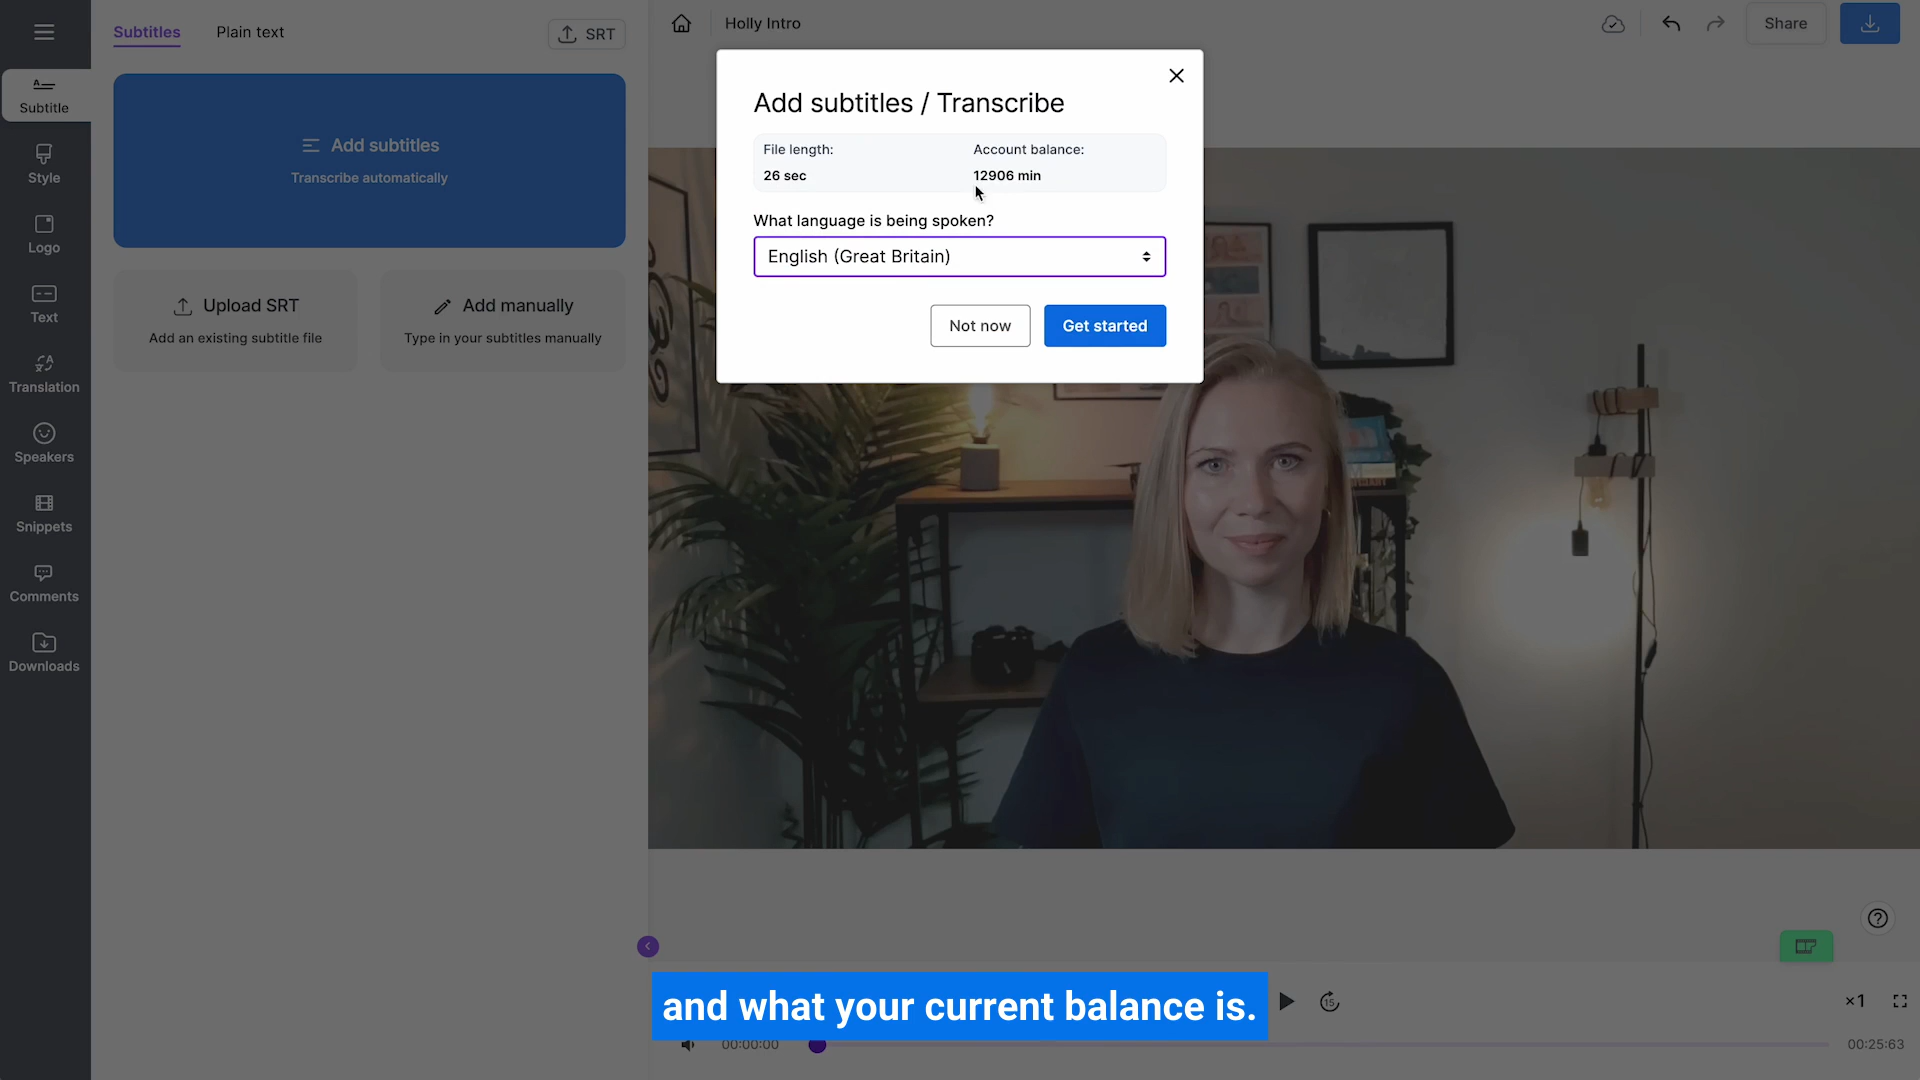 Subtitles
Plain text
SRT
Holly Intro
Share
Subtitle
Style
Logo
Text
Translation
Speakers
Snippets
Comments
Downloads
Add subtitles
Transcribe automatically
Upload SRT
Add an existing subtitle file
Add manually
Type in your subtitles manually
Add subtitles / Transcribe
File length:
Account balance:
26 sec
12906 min
What language is being spoken?
English (Great Britain)
Not now
Get started
and what your current balance is.
15
×1
00:00:00
00:25:63